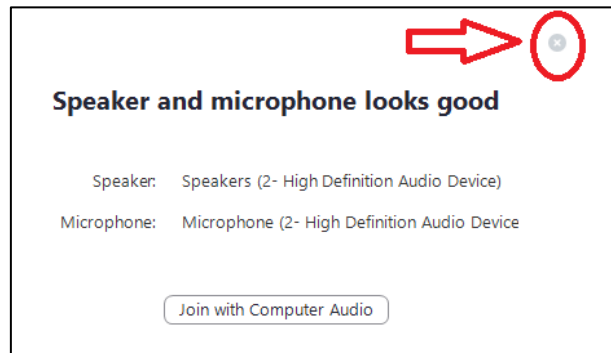 Speaker and microphone looks good
Speaker: Speakers (2- High Definition Audio Device)
Microphone: Microphone (2- High Definition Audio Device
Join with Computer Audio